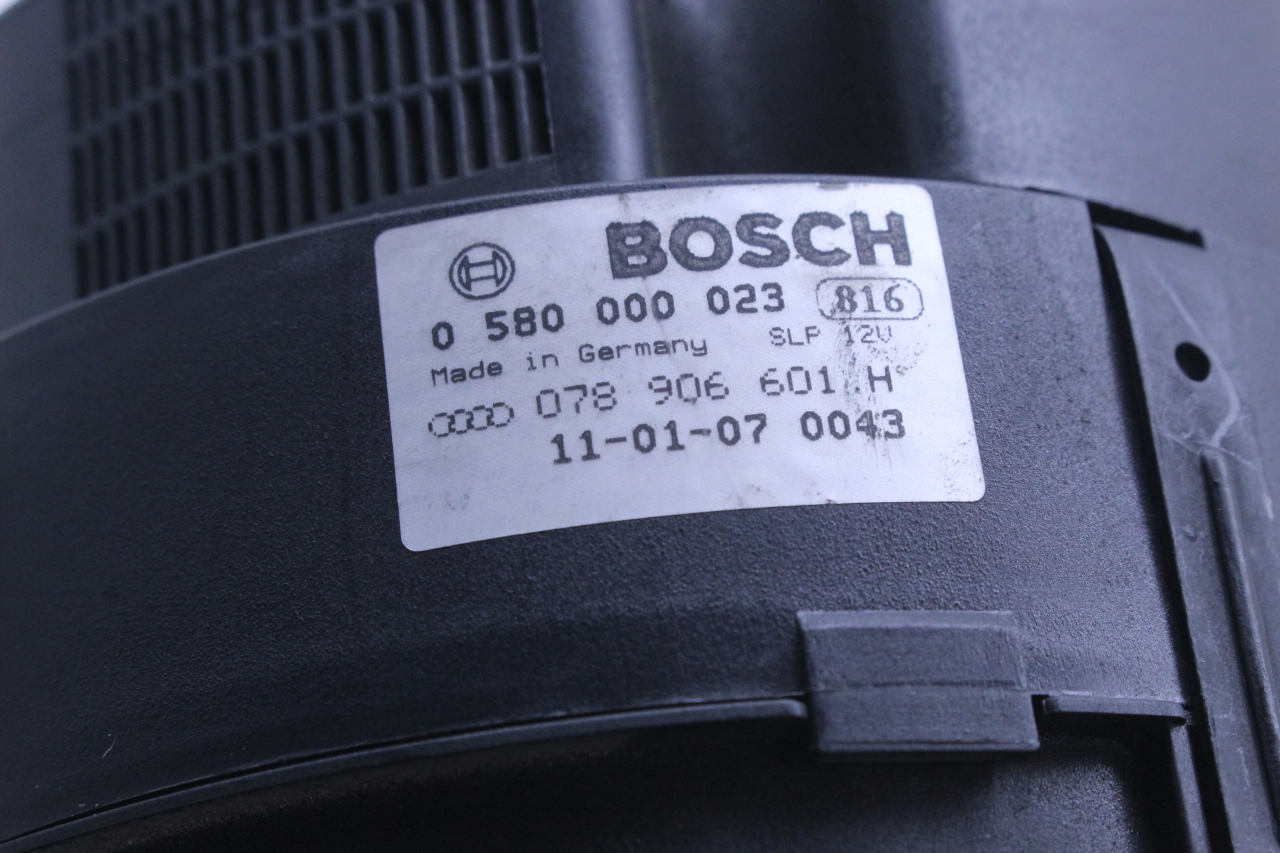 BOSCH
0 580 000 023 816
Made in Germany SLP 12V
078 906 601 H
11-01-07 0043